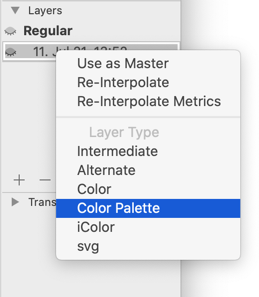 Layers
Regular
11. Jul 21, 12:52
Use as Master
Re-Interpolate
Re-Interpolate Metrics
Layer Type
Intermediate
Alternate
Color
Color Palette
iColor
svg
Trans